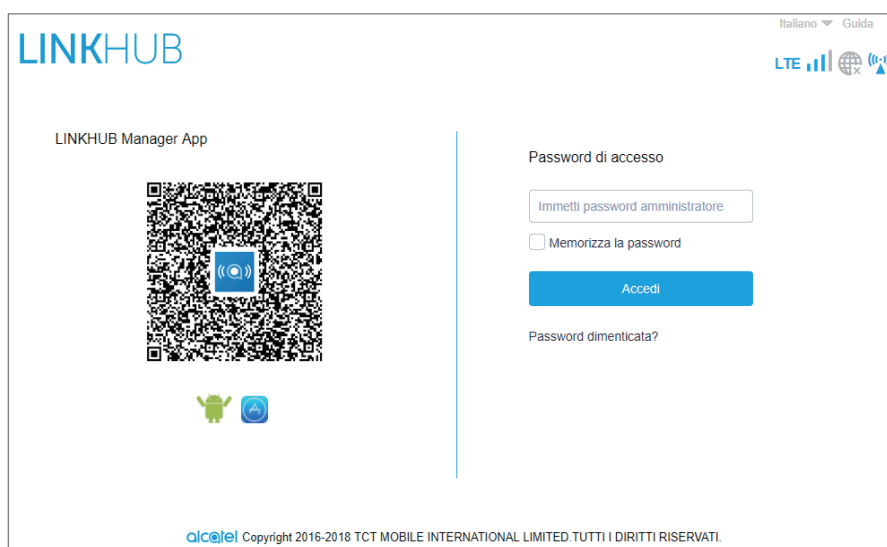 Italiano Guida
LINKHUB
LTE
LINKHUB Manager App
Password di accesso
Immetti password amministratore
Memorizza la password
Accedi
Password dimenticata?
alcatel Copyright 2016-2018 TCT MOBILE INTERNATIONAL LIMITED.TUTTI I DIRITTI RISERVATI.